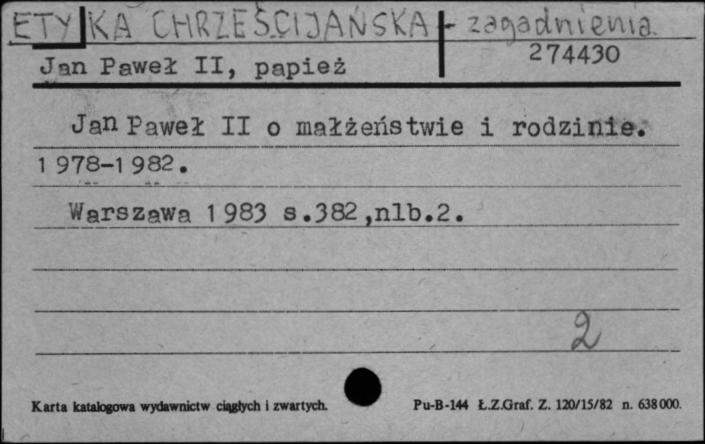 ETYKA CHRZEŚCIJAŃSKA - zagadnienia
274430
Jan Paweł II, papież
Jan Paweł II o małżeństwie i rodzinie.
1978-1982.
Warszawa 1983 s.382,nlb.2.
2
Karta katalogowa wydawnictw ciągłych i zwartych. Pu-B-144 Ł.Z.Graf. Z. 120/15/82 n. 638000.